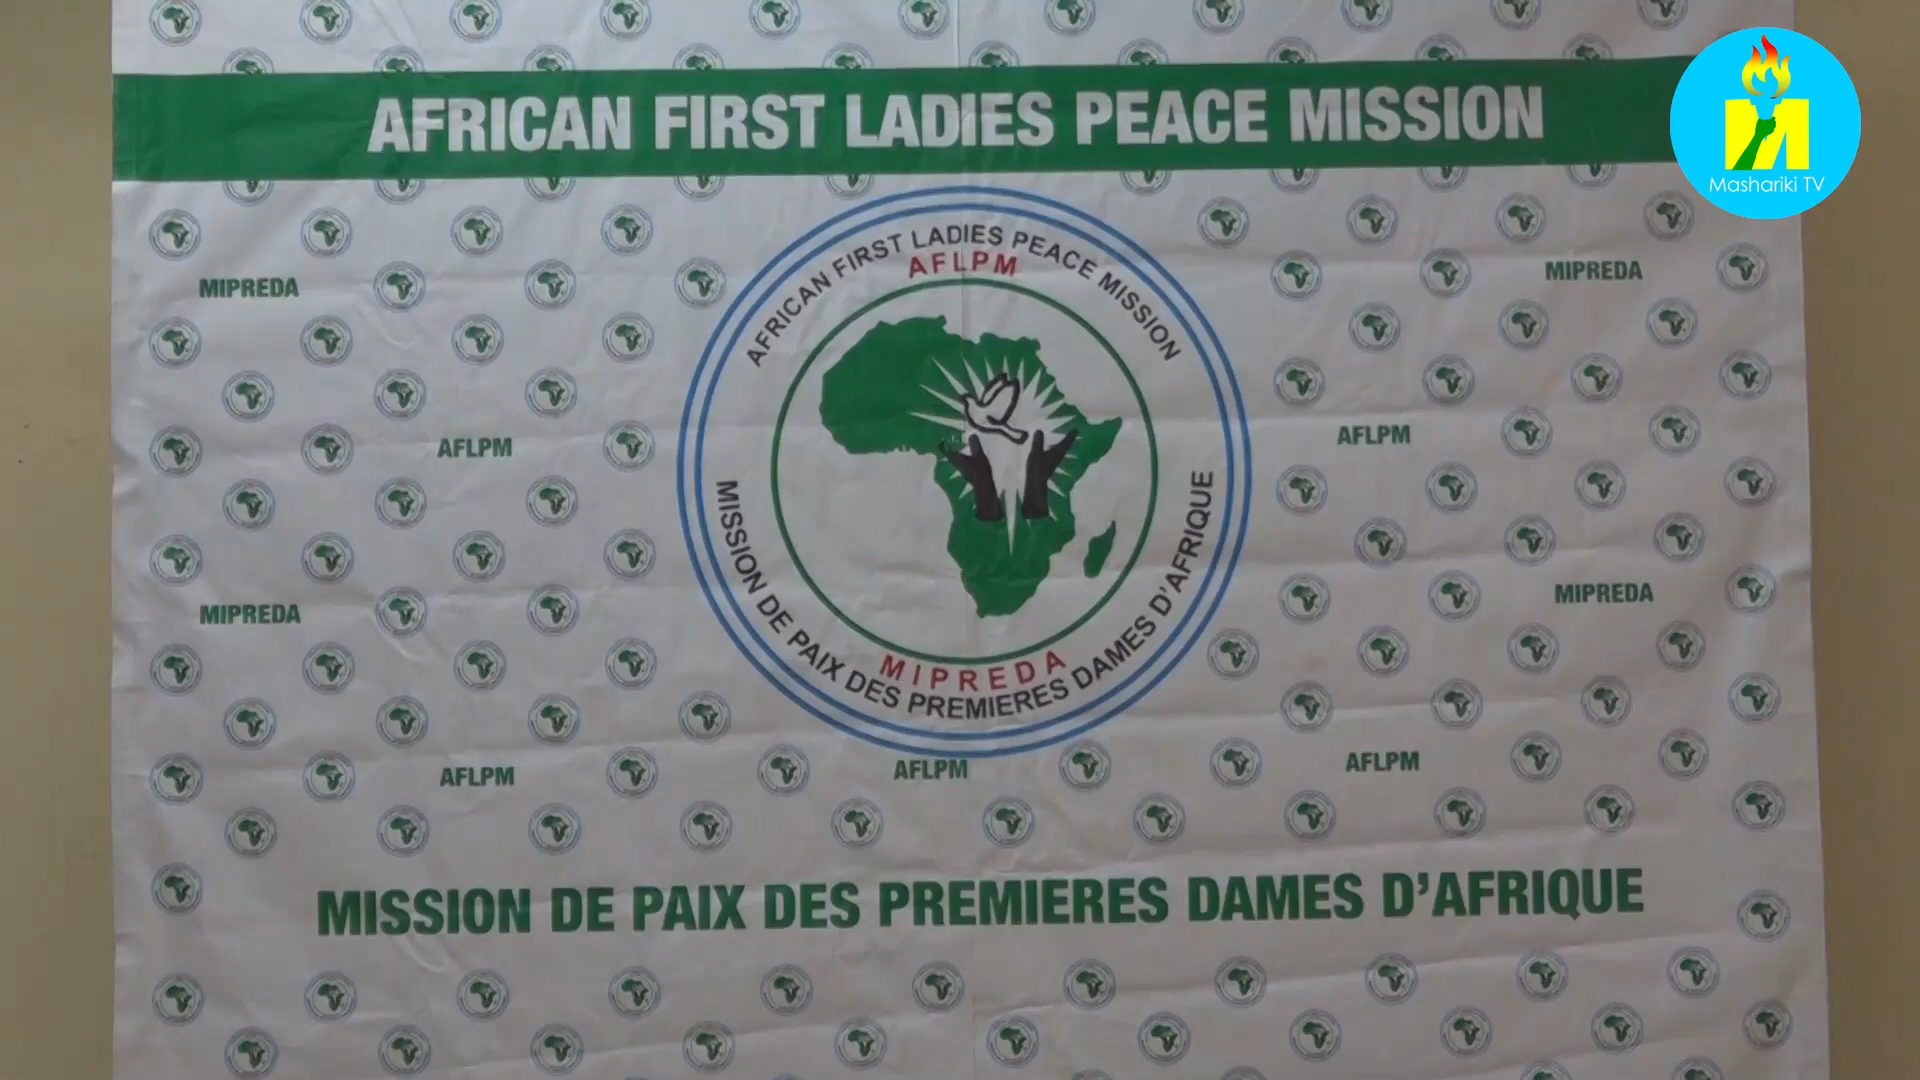 AFRICAN FIRST LADIES PEACE MISSION
Mashariki TV
AFRICAN FIRST LADIES PEACE MISSION
AFLPM
MIPREDA
MIPREDA
AFLPM
AFLPM
MISSION DE PAIX DES PREMIERES DAMES D'AFRIQUE
MIPREDA
MIPREDA
MIPREDA
AFLPM
AFLPM
AFLPM
MISSION DE PAIX DES PREMIERES DAMES D'AFRIQUE